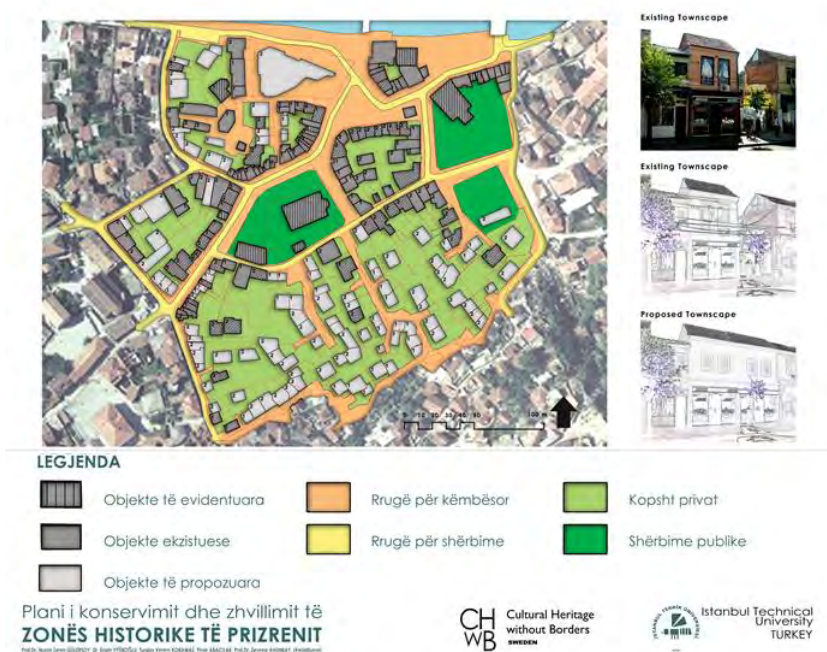 Existing Townscape
Existing Townscape
Proposed Townscape
100 m
LEGJENDA
Objekte të evidentuara
Rrugë për këmbësor
Kopsht privat
Objekte ekzistuese
Rrugë për shërbime
Shërbime publike
Objekte të propozuara
Plani i konservimit dhe zhvillimit të
ZONËS HISTORIKE TË PRIZRENIT
CH
WB
Cultural Heritage
without Borders
SWEDEN
Istanbul Technical
University
TURKEY